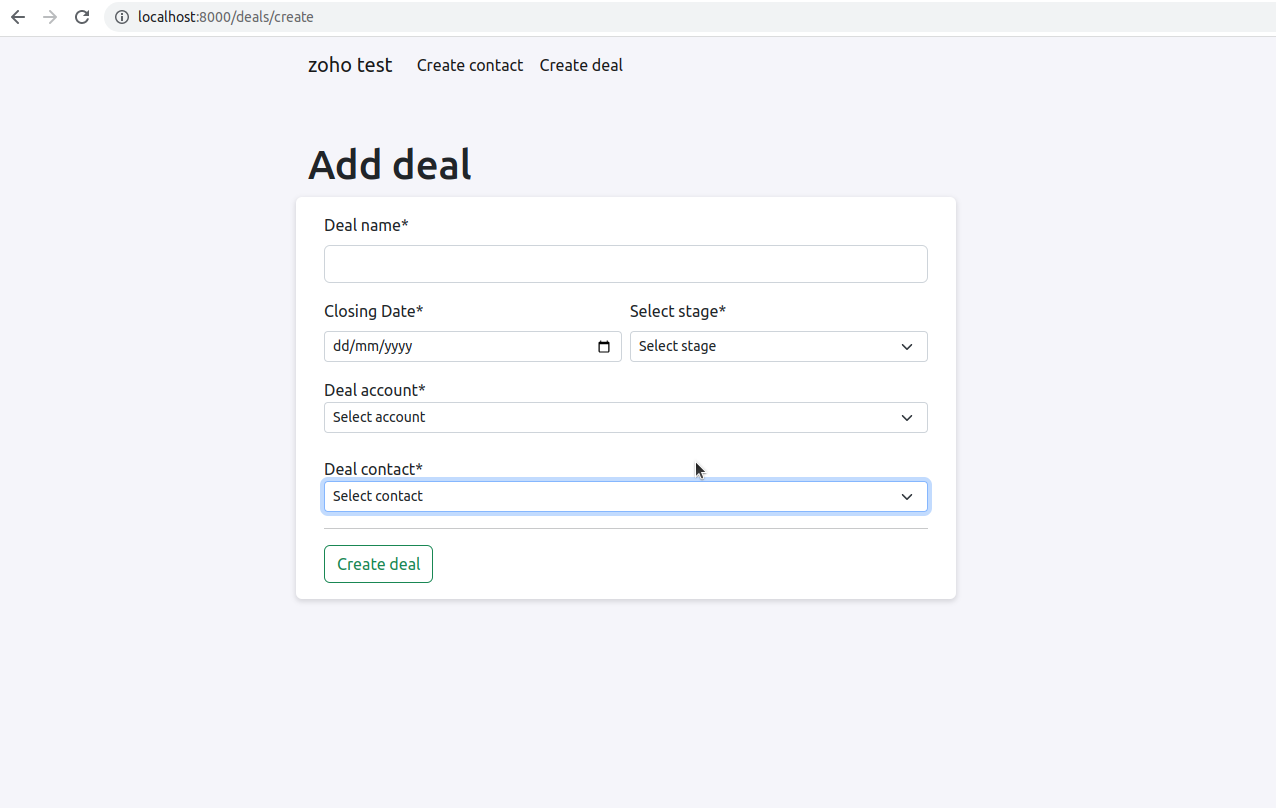 localhost:8000/deals/create
zoho test Create contact Create deal
Add deal
Deal name*
Closing Date* Select stage*
dd/mm/yyyy Select stage
Deal account*
Select account
Deal contact*
Select contact
Create deal